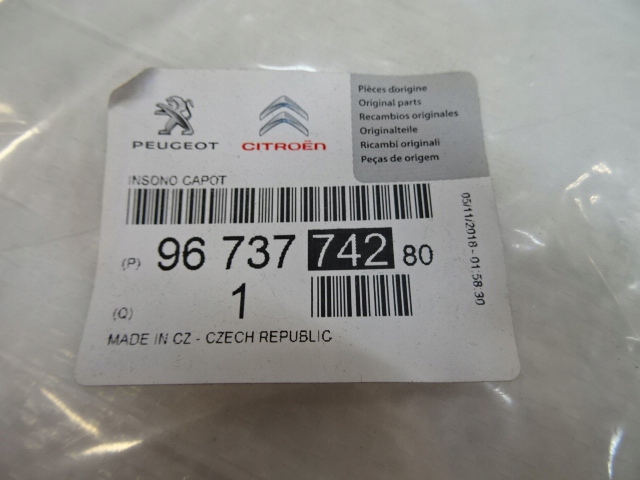 PEUGEOT
CITROËN
Pièces d'origine
Original parts
Recambios originales
Originalteile
Ricambi originali
Peças de origem
INSONO CAPOT
(P) 96 737 742 80
(Q) 1
MADE IN CZ - CZECH REPUBLIC
05/11/2018 - 01:58:30